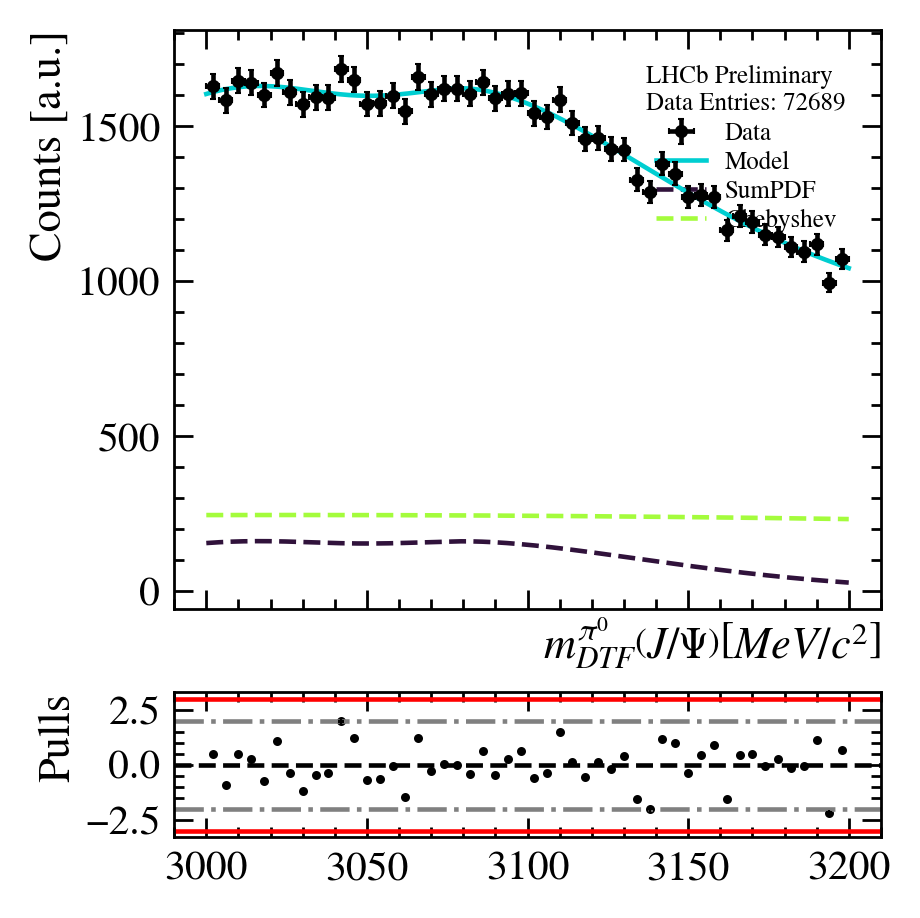 Counts [a.u.]
1500
1000
500
0
LHCb Preliminary
Data Entries: 72689
Data
Model
SumPDF
Chebyshev
$m_{DTF}^{\pi^0}(J/\Psi)[MeV/c^2]$
Pulls
2.5
0.0
−2.5
3000 3050 3100 3150 3200